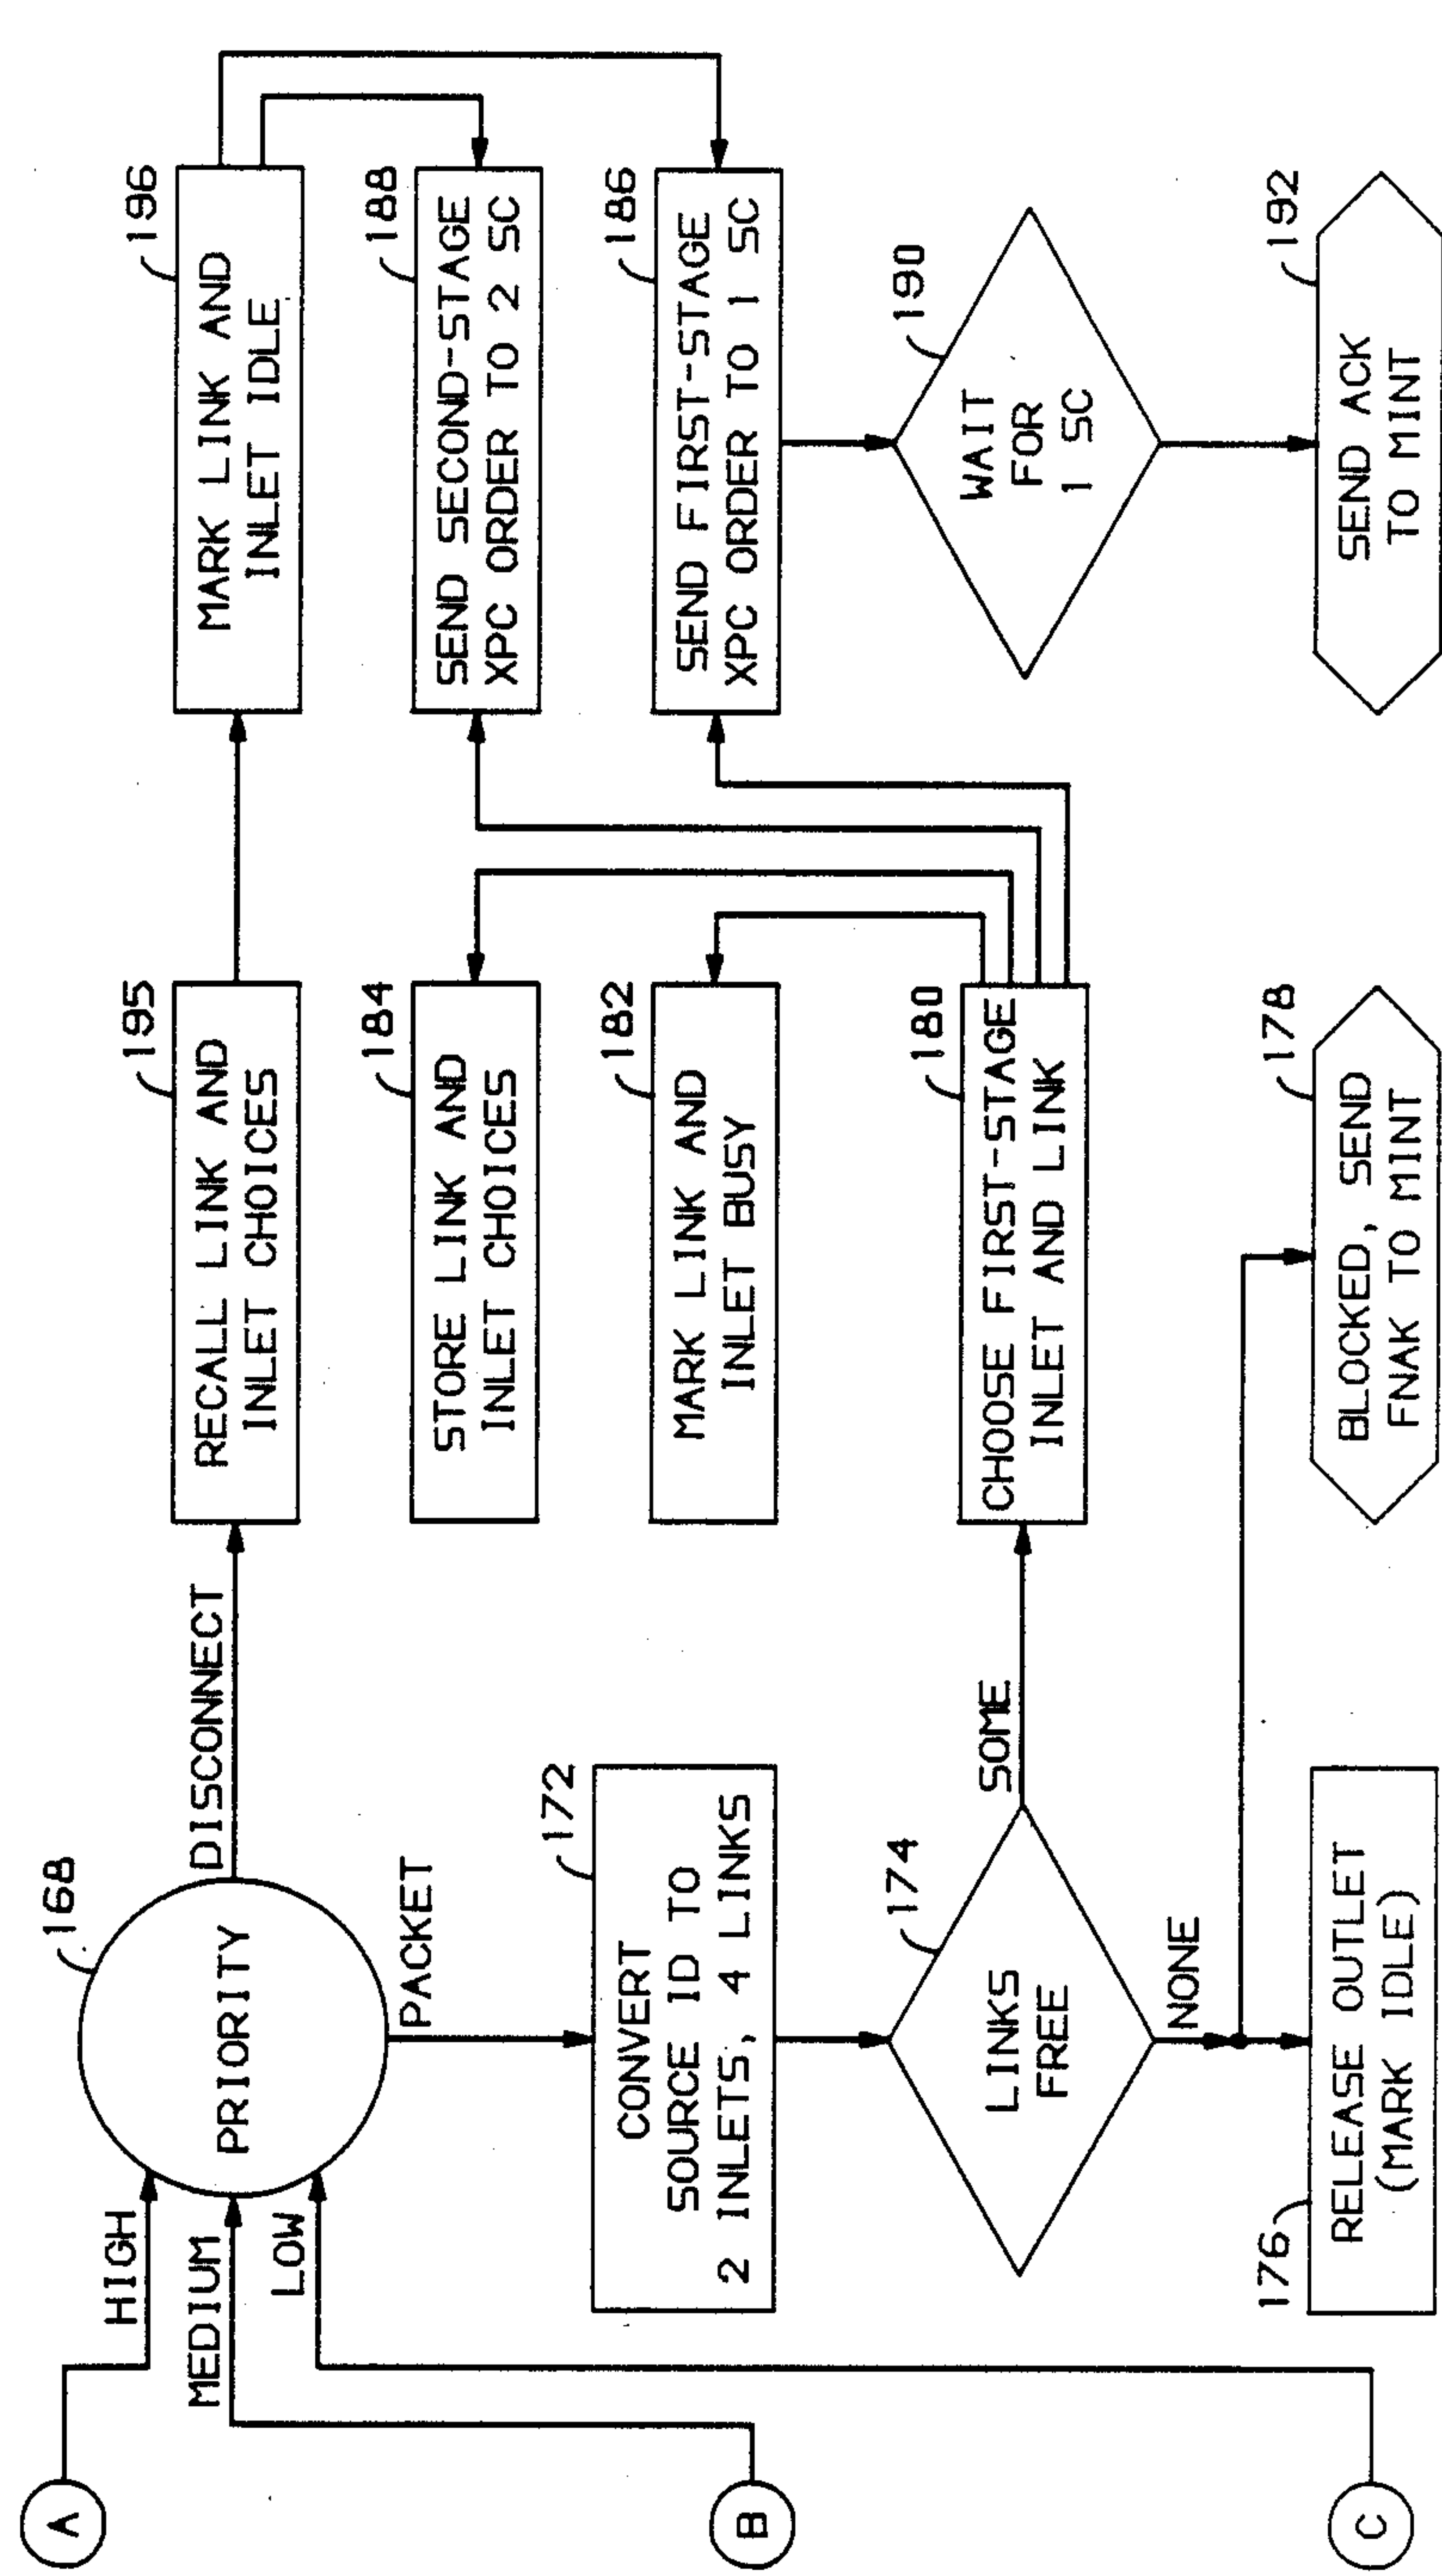 A
HIGH
MEDIUM
LOW
B
C
168
PRIORITY
DISCONNECT
PACKET
172
CONVERT
SOURCE ID TO
2 INLETS, 4 LINKS
174
LINKS
FREE
SOME
NONE
176
RELEASE OUTLET
(MARK IDLE)
195
RECALL LINK AND
INLET CHOICES
184
STORE LINK AND
INLET CHOICES
182
MARK LINK AND
INLET BUSY
180
CHOOSE FIRST-STAGE
INLET AND LINK
178
BLOCKED, SEND
FNAK TO MINT
196
MARK LINK AND
INLET IDLE
188
SEND SECOND-STAGE
XPC ORDER TO 2 SC
186
SEND FIRST-STAGE
XPC ORDER TO 1 SC
190
WAIT
FOR
1 SC
192
SEND ACK
TO MINT